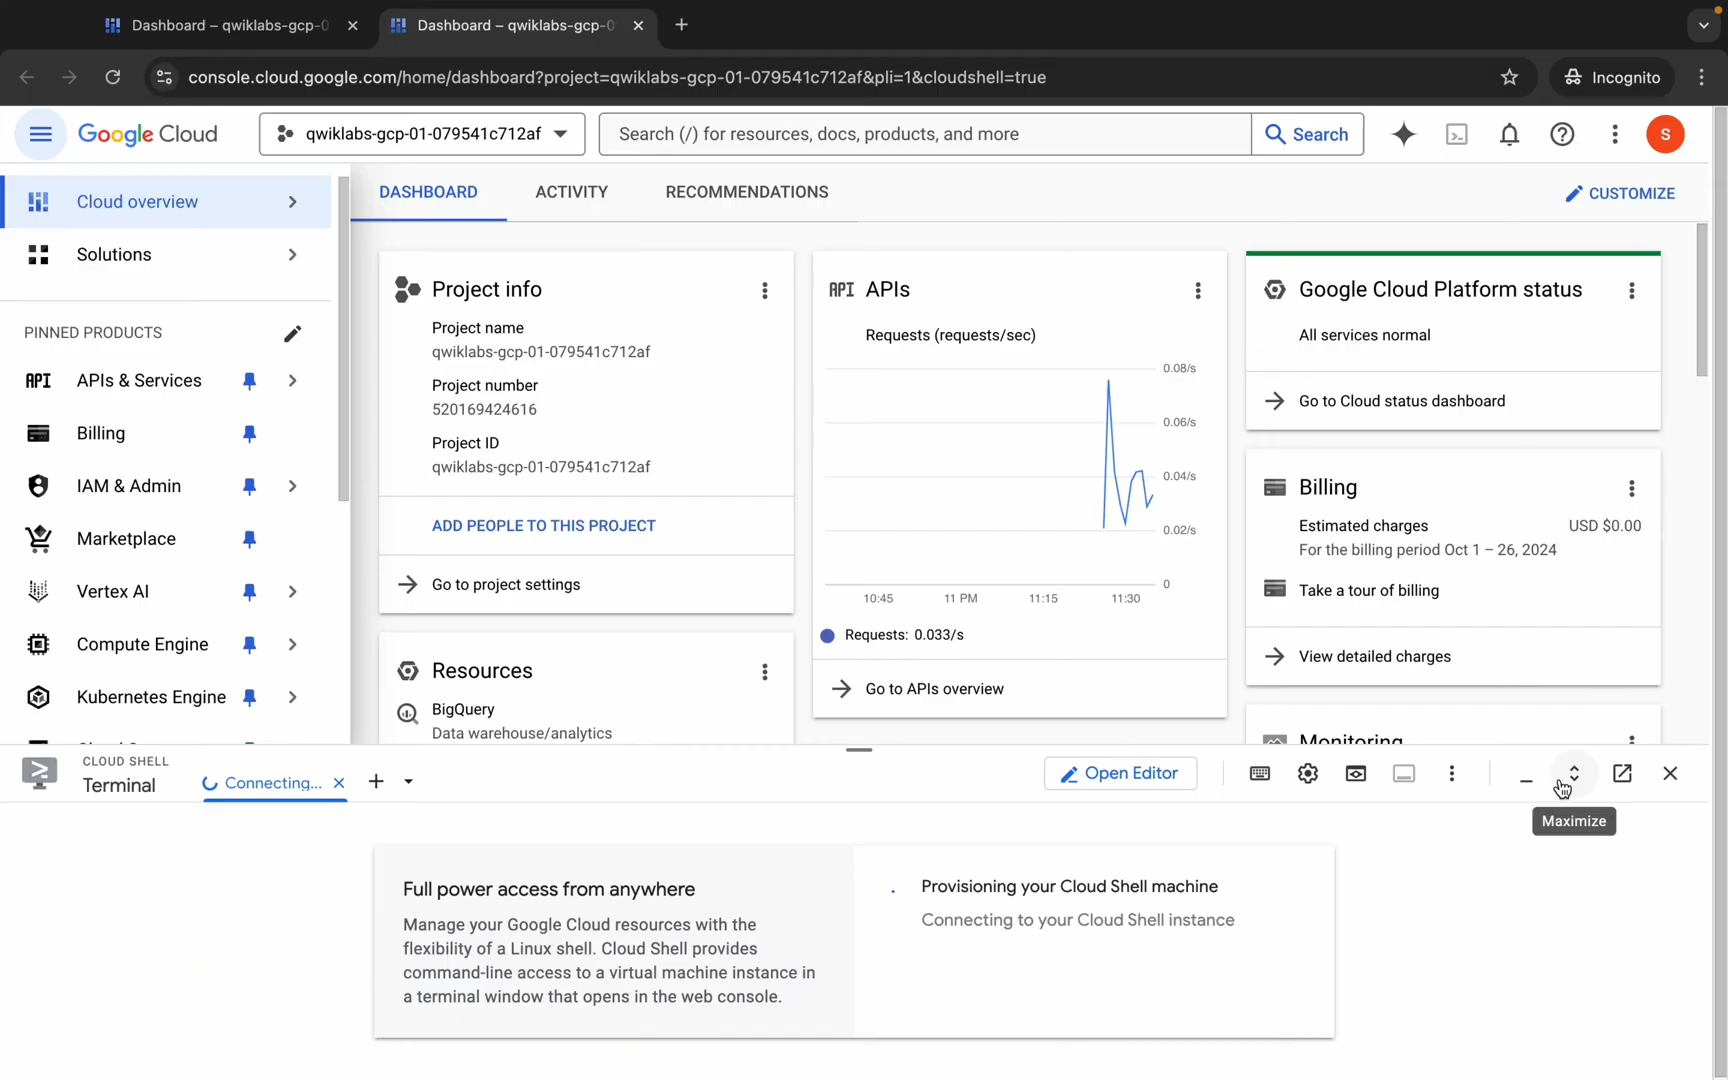 Dashboard – qwiklabs-gcp-0
Dashboard – qwiklabs-gcp-0
console.cloud.google.com/home/dashboard?project=qwiklabs-gcp-01-079541c712af&pli=1&cloudshell=true
Incognito
Google Cloud
qwiklabs-gcp-01-079541c712af
Search (/) for resources, docs, products, and more
Search
S
Cloud overview
Solutions
PINNED PRODUCTS
API APIs & Services
Billing
IAM & Admin
Marketplace
Vertex AI
Compute Engine
Kubernetes Engine
DASHBOARD
ACTIVITY
RECOMMENDATIONS
CUSTOMIZE
Project info
Project name
qwiklabs-gcp-01-079541c712af
Project number
520169424616
Project ID
qwiklabs-gcp-01-079541c712af
ADD PEOPLE TO THIS PROJECT
Go to project settings
Resources
BigQuery
Data warehouse/analytics
API APIs
Requests (requests/sec)
0.08/s
0.06/s
0.04/s
0.02/s
0
10:45
11 PM
11:15
11:30
Requests: 0.033/s
Go to APIs overview
Google Cloud Platform status
All services normal
Go to Cloud status dashboard
Billing
Estimated charges
USD $0.00
For the billing period Oct 1 – 26, 2024
Take a tour of billing
View detailed charges
Monitoring
CLOUD SHELL
Terminal
Connecting...
Open Editor
Maximize
Full power access from anywhere
Manage your Google Cloud resources with the
flexibility of a Linux shell. Cloud Shell provides
command-line access to a virtual machine instance in
a terminal window that opens in the web console.
Provisioning your Cloud Shell machine
Connecting to your Cloud Shell instance